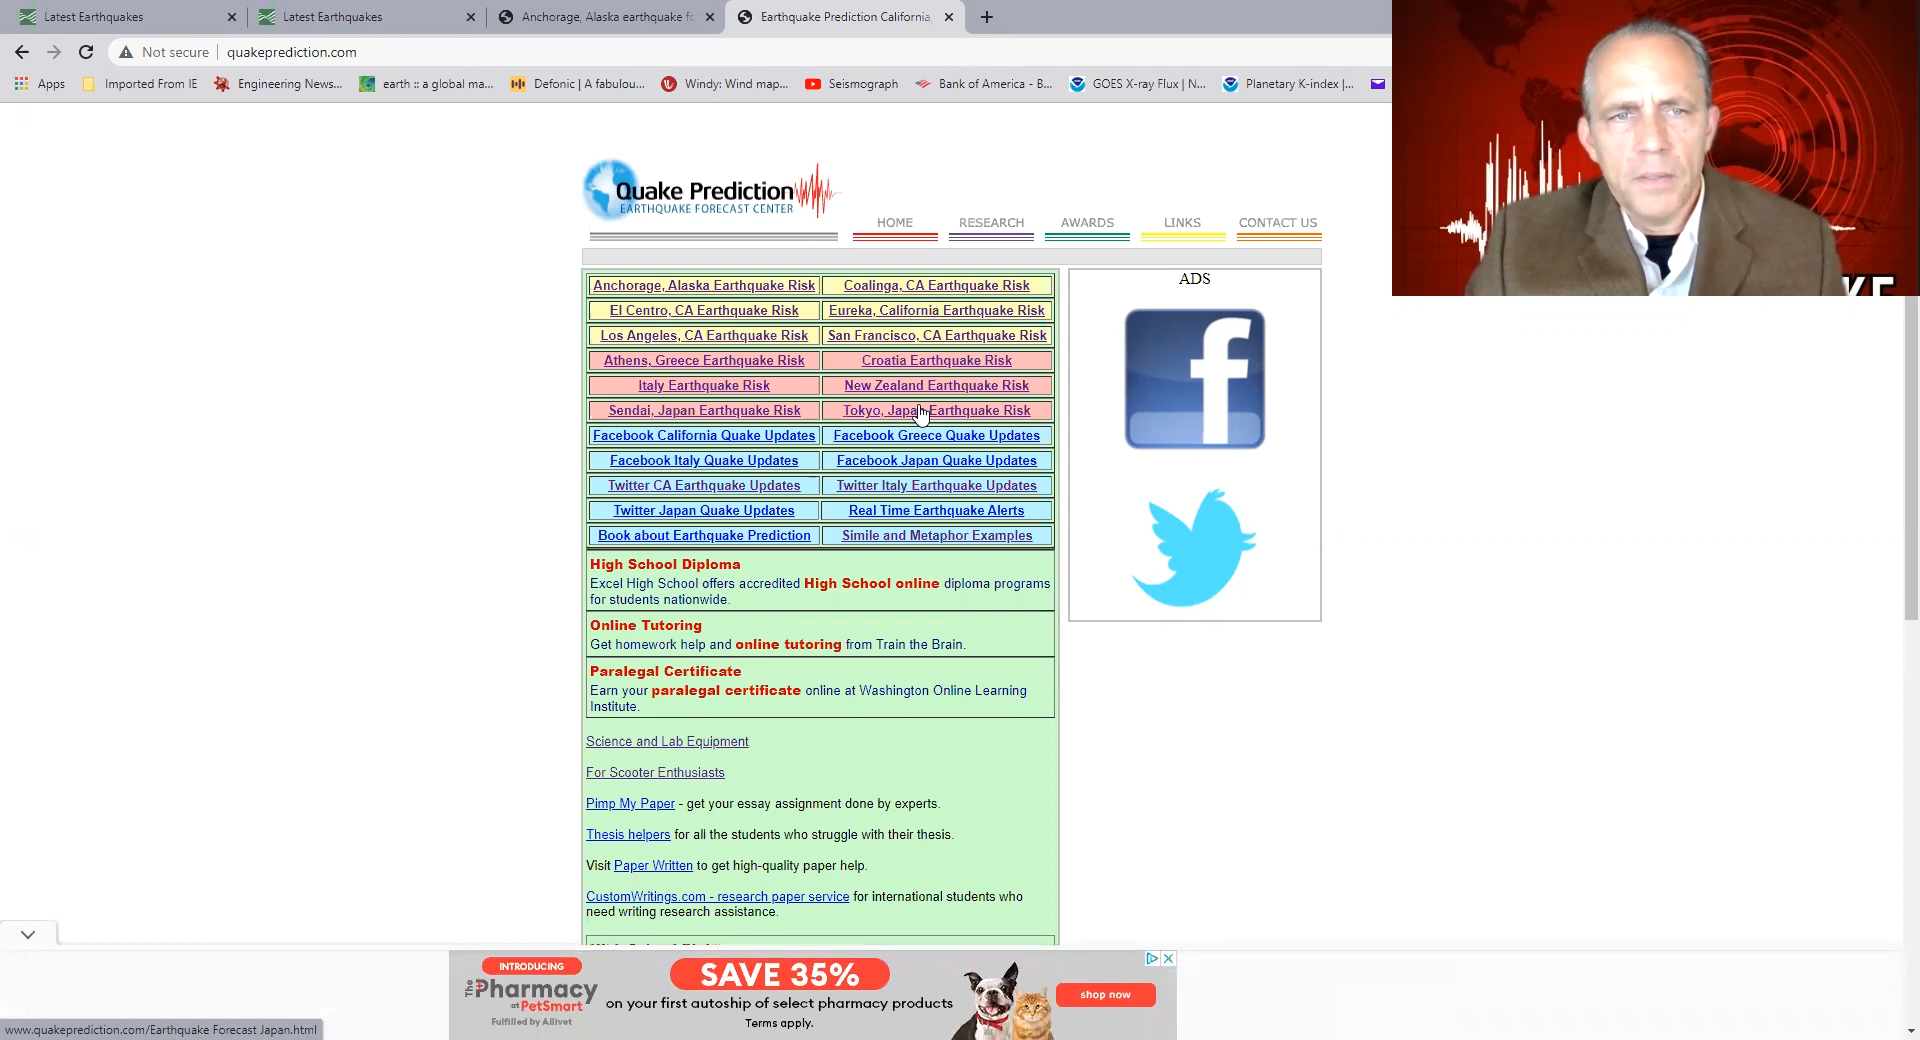 Latest Earthquakes
Latest Earthquakes
Anchorage, Alaska earthquake fo
Earthquake Prediction California,
Not secure
quakeprediction.com
Apps
Imported From IE
Engineering News...
earth :: a global ma...
Defonic | A fabulou...
Windy: Wind map...
Seismograph
Bank of America - B...
GOES X-ray Flux | N...
Planetary K-index |...
Quake Prediction
EARTHQUAKE FORECAST CENTER
HOME
RESEARCH
AWARDS
LINKS
CONTACT US
Anchorage, Alaska Earthquake Risk
Coalinga, CA Earthquake Risk
El Centro, CA Earthquake Risk
Eureka, California Earthquake Risk
Los Angeles, CA Earthquake Risk
San Francisco, CA Earthquake Risk
Athens, Greece Earthquake Risk
Croatia Earthquake Risk
Italy Earthquake Risk
New Zealand Earthquake Risk
Sendai, Japan Earthquake Risk
Tokyo, Japan Earthquake Risk
Facebook California Quake Updates
Facebook Greece Quake Updates
Facebook Italy Quake Updates
Facebook Japan Quake Updates
Twitter CA Earthquake Updates
Twitter Italy Earthquake Updates
Twitter Japan Quake Updates
Real Time Earthquake Alerts
Book about Earthquake Prediction
Simile and Metaphor Examples
ADS
f
High School Diploma
Excel High School offers accredited High School online diploma programs
for students nationwide.
Online Tutoring
Get homework help and online tutoring from Train the Brain.
Paralegal Certificate
Earn your paralegal certificate online at Washington Online Learning
Institute.
Science and Lab Equipment
For Scooter Enthusiasts
Pimp My Paper - get your essay assignment done by experts.
Thesis helpers for all the students who struggle with their thesis.
Visit Paper Written to get high-quality paper help.
CustomWritings.com - research paper service for international students who
need writing research assistance.
INTRODUCING
The Pharmacy
at PetSmart
Fulfilled by Allivet
SAVE 35%
on your first autoship of select pharmacy products
Terms apply.
shop now
www.quakeprediction.com/Earthquake Forecast Japan.html